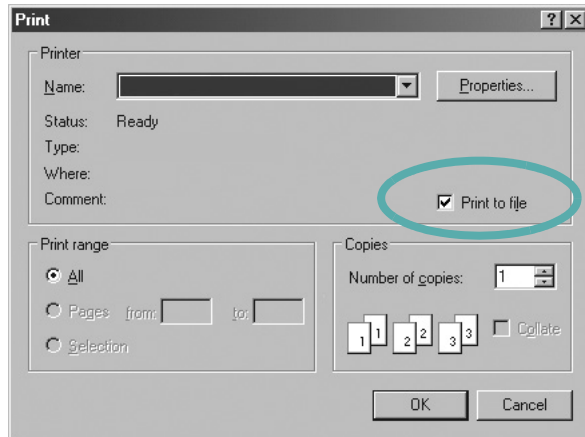 Print
Printer
Name:
Properties...
Status: Ready
Type:
Where:
Comment:
Print to file
Print range
All
Pages from: to:
Selection
Copies
Number of copies: 1
1 1 2 2 3 3 Collate
OK Cancel